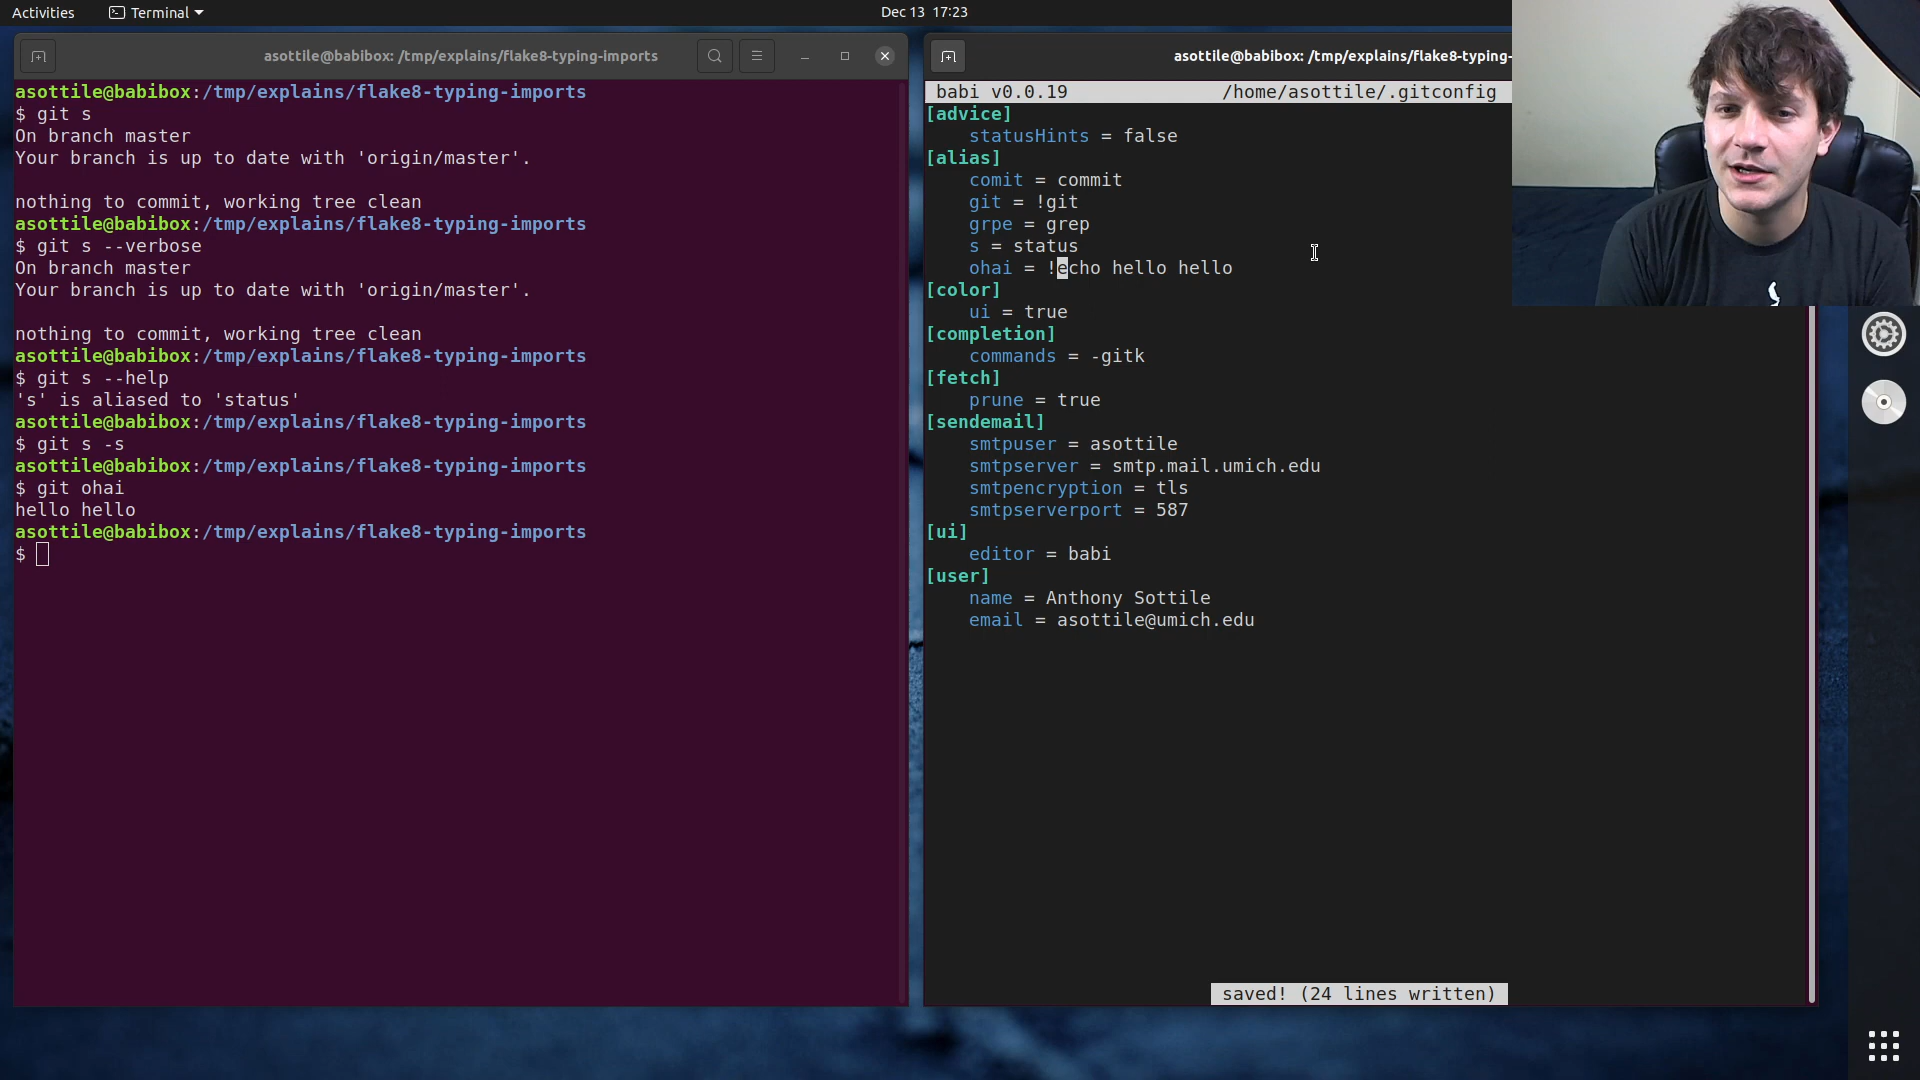 Activities
Terminal
Dec 13 17:23
asottile@babibox: /tmp/explains/flake8-typing-imports
asottile@babibox:/tmp/explains/flake8-typing-imports
$ git s
On branch master
Your branch is up to date with 'origin/master'.
nothing to commit, working tree clean
asottile@babibox:/tmp/explains/flake8-typing-imports
$ git s --verbose
On branch master
Your branch is up to date with 'origin/master'.
nothing to commit, working tree clean
asottile@babibox:/tmp/explains/flake8-typing-imports
$ git s --help
's' is aliased to 'status'
asottile@babibox:/tmp/explains/flake8-typing-imports
$ git s -s
asottile@babibox:/tmp/explains/flake8-typing-imports
$ git ohai
hello hello
asottile@babibox:/tmp/explains/flake8-typing-imports
$
asottile@babibox: /tmp/explains/flake8-typing-
babi v0.0.19 /home/asottile/.gitconfig
[advice]
statusHints = false
[alias]
comit = commit
git = !git
grpe = grep
s = status
ohai = !echo hello hello
[color]
ui = true
[completion]
commands = -gitk
[fetch]
prune = true
[sendemail]
smtpuser = asottile
smtpserver = smtp.mail.umich.edu
smtpencryption = tls
smtpserverport = 587
[ui]
editor = babi
[user]
name = Anthony Sottile
email = asottile@umich.edu
saved! (24 lines written)